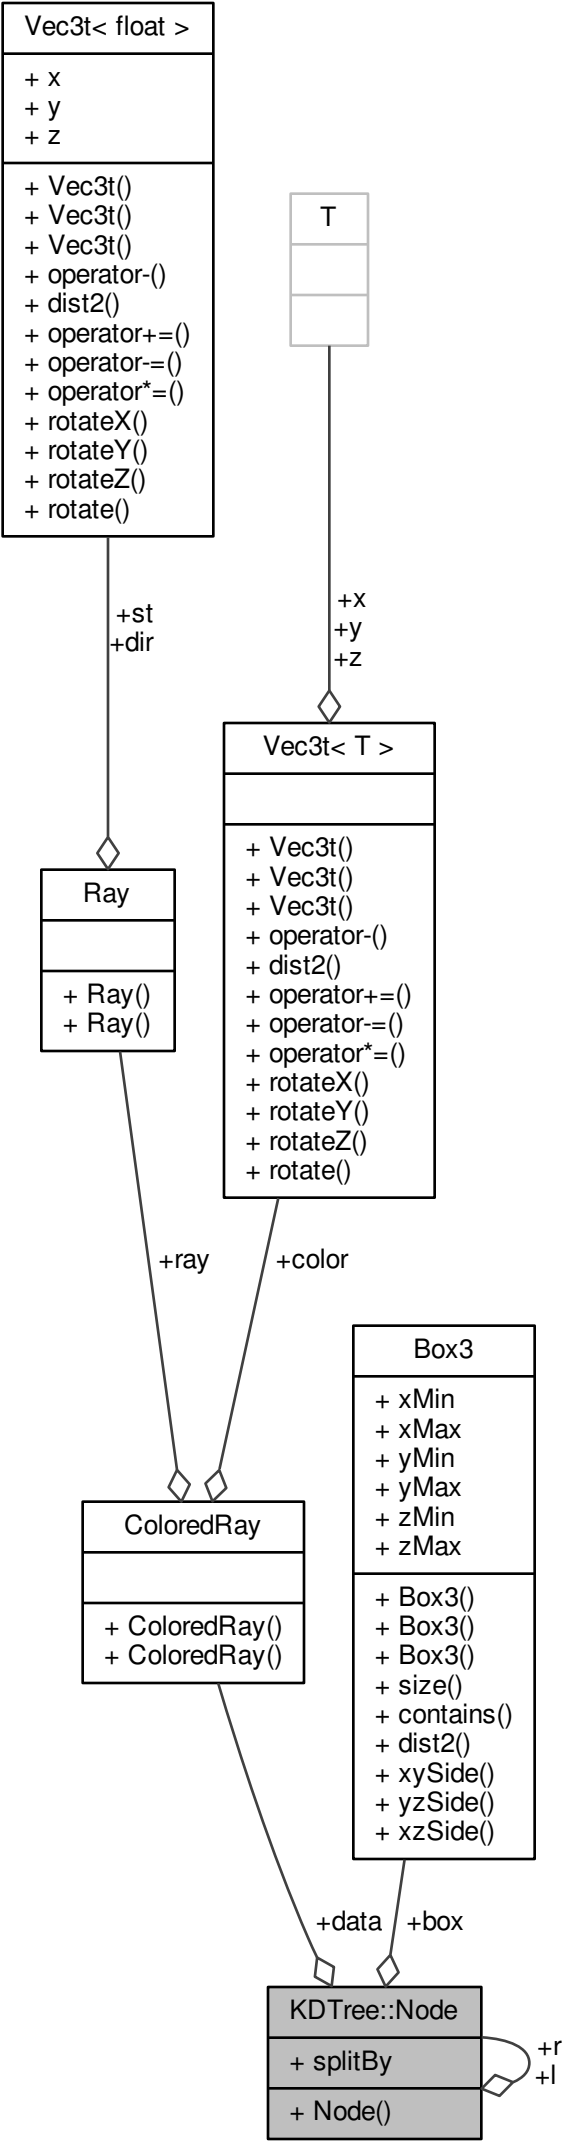 Vec3t< float >
+ x
+ y
+ z
+ Vec3t()
+ Vec3t()
+ Vec3t()
+ operator-()
+ dist2()
+ operator+=()
+ operator-=()
+ operator*=()
+ rotateX()
+ rotateY()
+ rotateZ()
+ rotate()
T
+st
+dir
+x
+y
+z
Vec3t< T >
+ Vec3t()
+ Vec3t()
+ Vec3t()
+ operator-()
+ dist2()
+ operator+=()
+ operator-=()
+ operator*=()
+ rotateX()
+ rotateY()
+ rotateZ()
+ rotate()
Ray
+ Ray()
+ Ray()
+ray
+color
Box3
+ xMin
+ xMax
+ yMin
+ yMax
+ zMin
+ zMax
+ Box3()
+ Box3()
+ Box3()
+ size()
+ contains()
+ dist2()
+ xySide()
+ yzSide()
+ xzSide()
ColoredRay
+ ColoredRay()
+ ColoredRay()
+data
+box
KDTree::Node
+ splitBy
+ Node()
+r
+l